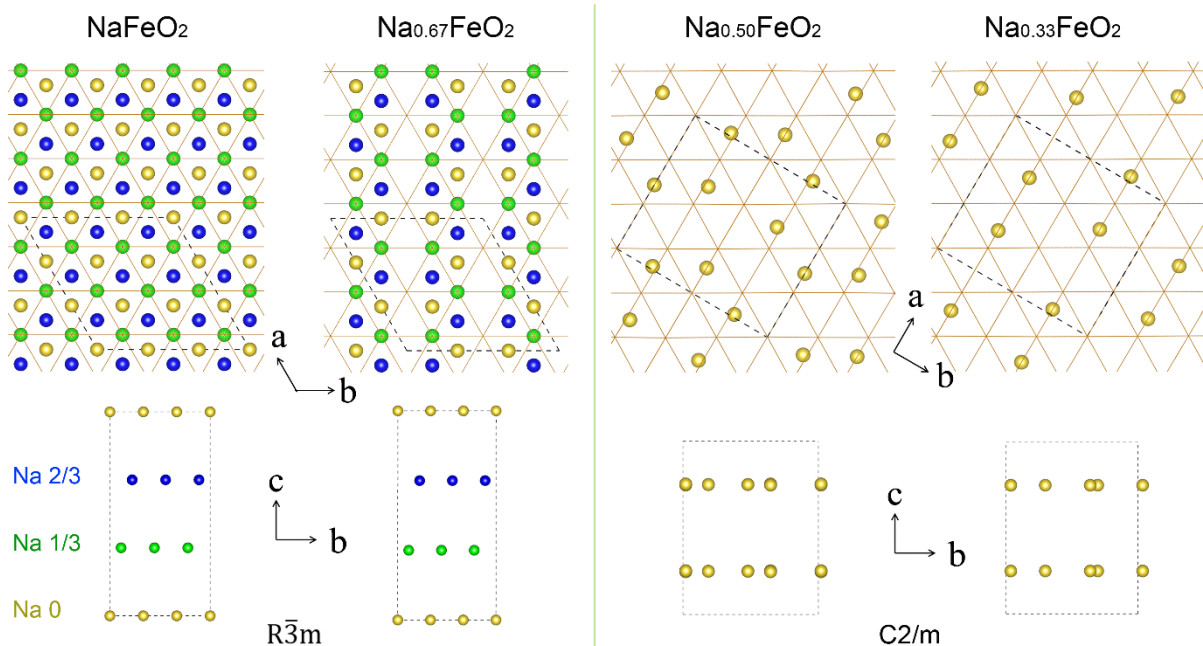 NaFeO₂
Na₀.₆₇FeO₂
Na₀.₅₀FeO₂
Na₀.₃₃FeO₂
a
b
a
b
Na 2/3
Na 1/3
Na 0
c
b
c
b
R3̅m
C2/m